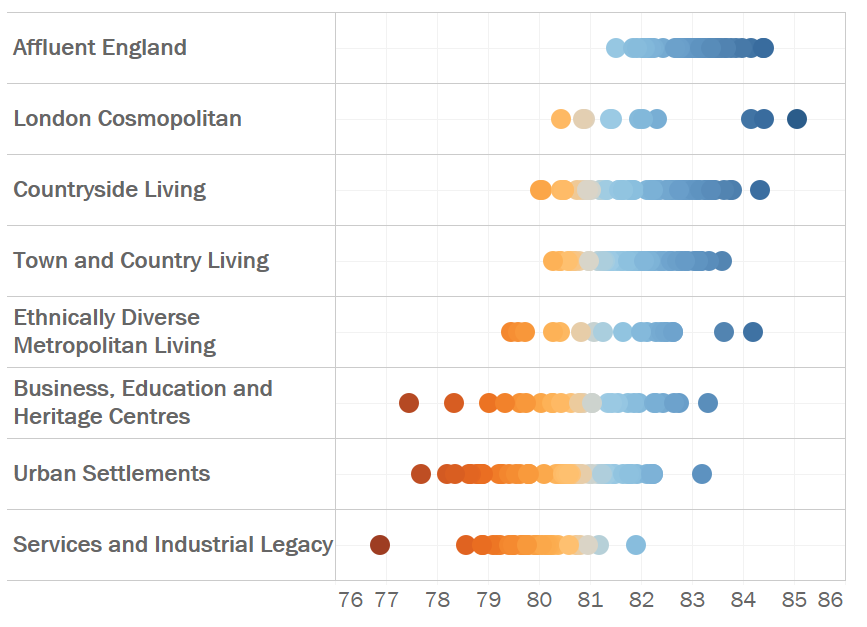 Affluent England
London Cosmopolitan
Countryside Living
Town and Country Living
Ethnically Diverse
Metropolitan Living
Business, Education and
Heritage Centres
Urban Settlements
Services and Industrial Legacy
76 77 78 79 80 81 82 83 84 85 86